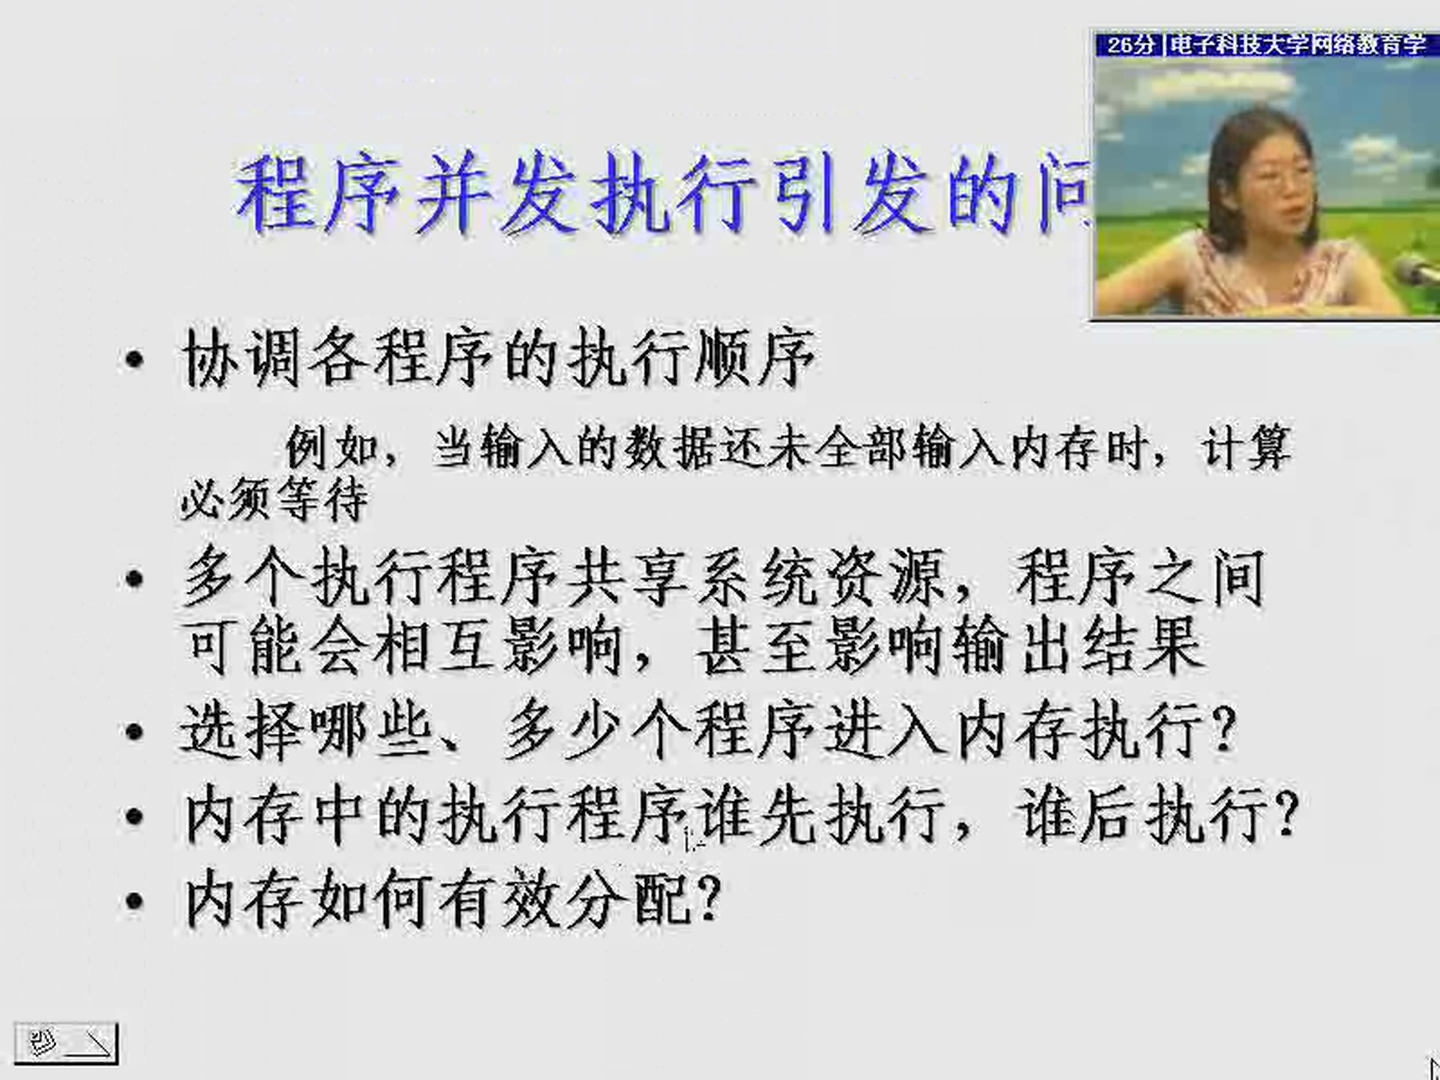 26分 | 电子科技大学网络教育学
程序并发执行引发的问
• 协调各程序的执行顺序
例如，当输入的数据还未全部输入内存时，计算
必须等待
• 多个执行程序共享系统资源，程序之间
可能会相互影响，甚至影响输出结果
• 选择哪些、多少个程序进入内存执行？
• 内存中的执行程序谁先执行，谁后执行？
• 内存如何有效分配？